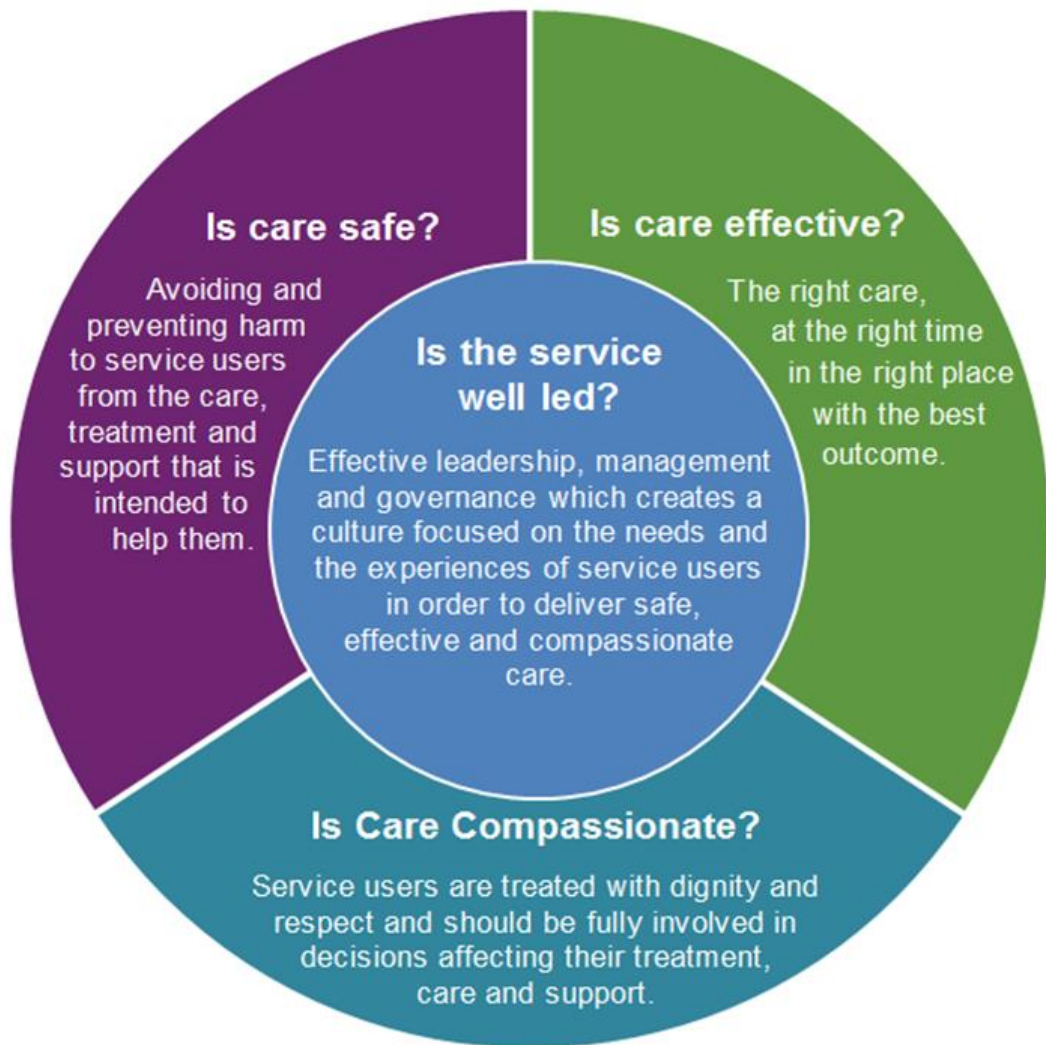 Is care safe?
Avoiding and
preventing harm
to service users
from the care,
treatment and
support that is
intended to
help them.
Is care effective?
The right care,
at the right time
in the right place
with the best
outcome.
Is the service
well led?
Effective leadership, management
and governance which creates a
culture focused on the needs and
the experiences of service users
in order to deliver safe,
effective and compassionate
care.
Is Care Compassionate?
Service users are treated with dignity and
respect and should be fully involved in
decisions affecting their treatment,
care and support.